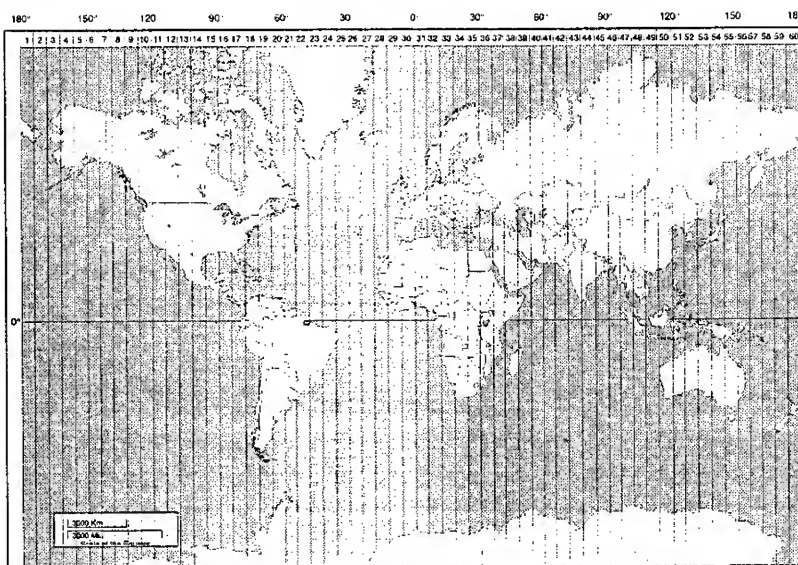 180° 150 120 90· 60· 30 0· 30° 60· 90· 120° 150 18
1 2 3 4 5 6 7 8 9 10 11 12 13 14 15 16 17 18 19 20 21 22 23 24 25 26 27 28 29 30 31 32 33 34 35 36 37 38 39 40 41 42 43 44 45 46 47 48 49 50 51 52 53 54 55 56 57 58 59 60
0°
3000 Km
3000 Mi.
at the Equator